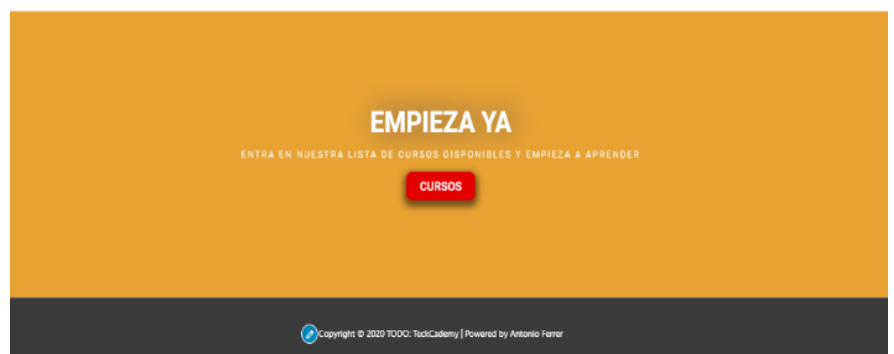 EMPIEZA YA
ENTRA EN NUESTRA LISTA DE CURSOS DISPONIBLES Y EMPIEZA A APRENDER
CURSOS
Copyright © 2020 TODO: TeckCademy | Powered by Antonio Ferrer